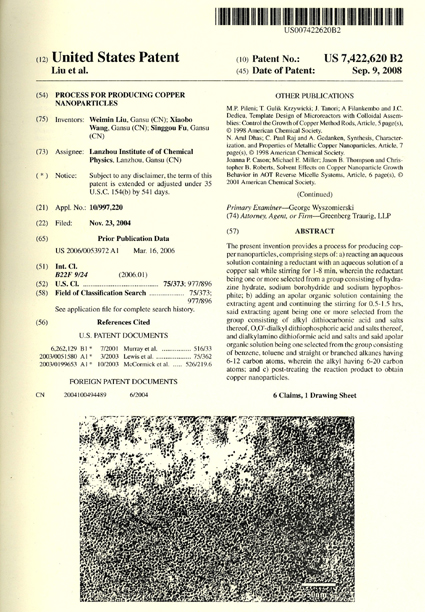 US007422620B2
(12) United States Patent
Liu et al.
(10) Patent No.: US 7,422,620 B2
(45) Date of Patent: Sep. 9, 2008
(54) PROCESS FOR PRODUCING COPPER
NANOPARTICLES
(75) Inventors: Weimin Liu, Gansu (CN); Xiaobo
Wang, Gansu (CN); Singgou Fu, Gansu
(CN)
(73) Assignee: Lanzhou Institute of of Chemical
Physics, Lanzhou, Gansu (CN)
( * ) Notice: Subject to any disclaimer, the term of this
patent is extended or adjusted under 35
U.S.C. 154(b) by 541 days.
(21) Appl. No.: 10/997,220
(22) Filed: Nov. 23, 2004
(65) Prior Publication Data
US 2006/0053972 A1 Mar. 16, 2006
(51) Int. Cl.
B22F 9/24 (2006.01)
(52) U.S. Cl. 75/373; 977/896
(58) Field of Classification Search 75/373;
977/896
See application file for complete search history.
(56) References Cited
U.S. PATENT DOCUMENTS
6,262,129 B1 * 7/2001 Murray et al. 516/33
2003/0051580 A1 * 3/2003 Lewis et al. 75/362
2003/0199653 A1 * 10/2003 McCormick et al. 526/219.6
FOREIGN PATENT DOCUMENTS
CN 2004100494489 6/2004
OTHER PUBLICATIONS
M.P. Pileni; T. Gulik Krzywicki; J. Tanori; A Filankembo and J.C.
Dedieu, Template Design of Microreactors with Colloidal Assem-
blies: Control the Growth of Copper Method Rods, Article, 5 page(s),
© 1998 American Chemical Society.
N. Arul Dhas; C. Paul Raj and A. Gedanken, Synthesis, Character-
ization, and Properties of Metallic Copper Nanoparticles, Article, 7
page(s), © 1998 American Chemical Society.
Joanna P. Cason; Michael E. Miller; Jason B. Thompson and Chris-
topher B. Roberts, Solvent Effects on Copper Nanoparticle Growth
Behavior in AOT Reverse Micelle Systems, Article, 6 page(s), ©
2001 American Chemical Society.
(Continued)
Primary Examiner—George Wyszomierski
(74) Attorney, Agent, or Firm—Greenberg Traurig, LLP
(57) ABSTRACT
The present invention provides a process for producing cop-
per nanoparticles, comprising steps of: a) reacting an aqueous
solution containing a reductant with an aqueous solution of a
copper salt while stirring for 1-8 min, wherein the reductant
being one or more selected from a group consisting of hydra-
zine hydrate, sodium borohydride and sodium hypophos-
phite; b) adding an apolar organic solution containing the
extracting agent and continuing the stirring for 0.5-1.5 hrs,
said extracting agent being one or more selected from the
group consisting of alkyl dithiocarboxic acid and salts
thereof, O,O'-dialkyl dithiophosphoric acid and salts thereof,
and dialkylamino dithioformic acid and salts and said apolar
organic solution being one selected from the group consisting
of benzene, toluene and straight or branched alkanes having
6-12 carbon atoms, wherein the alkyl having 6-20 carbon
atoms; and c) post-treating the reaction product to obtain
copper nanoparticles.
6 Claims, 1 Drawing Sheet
50nm